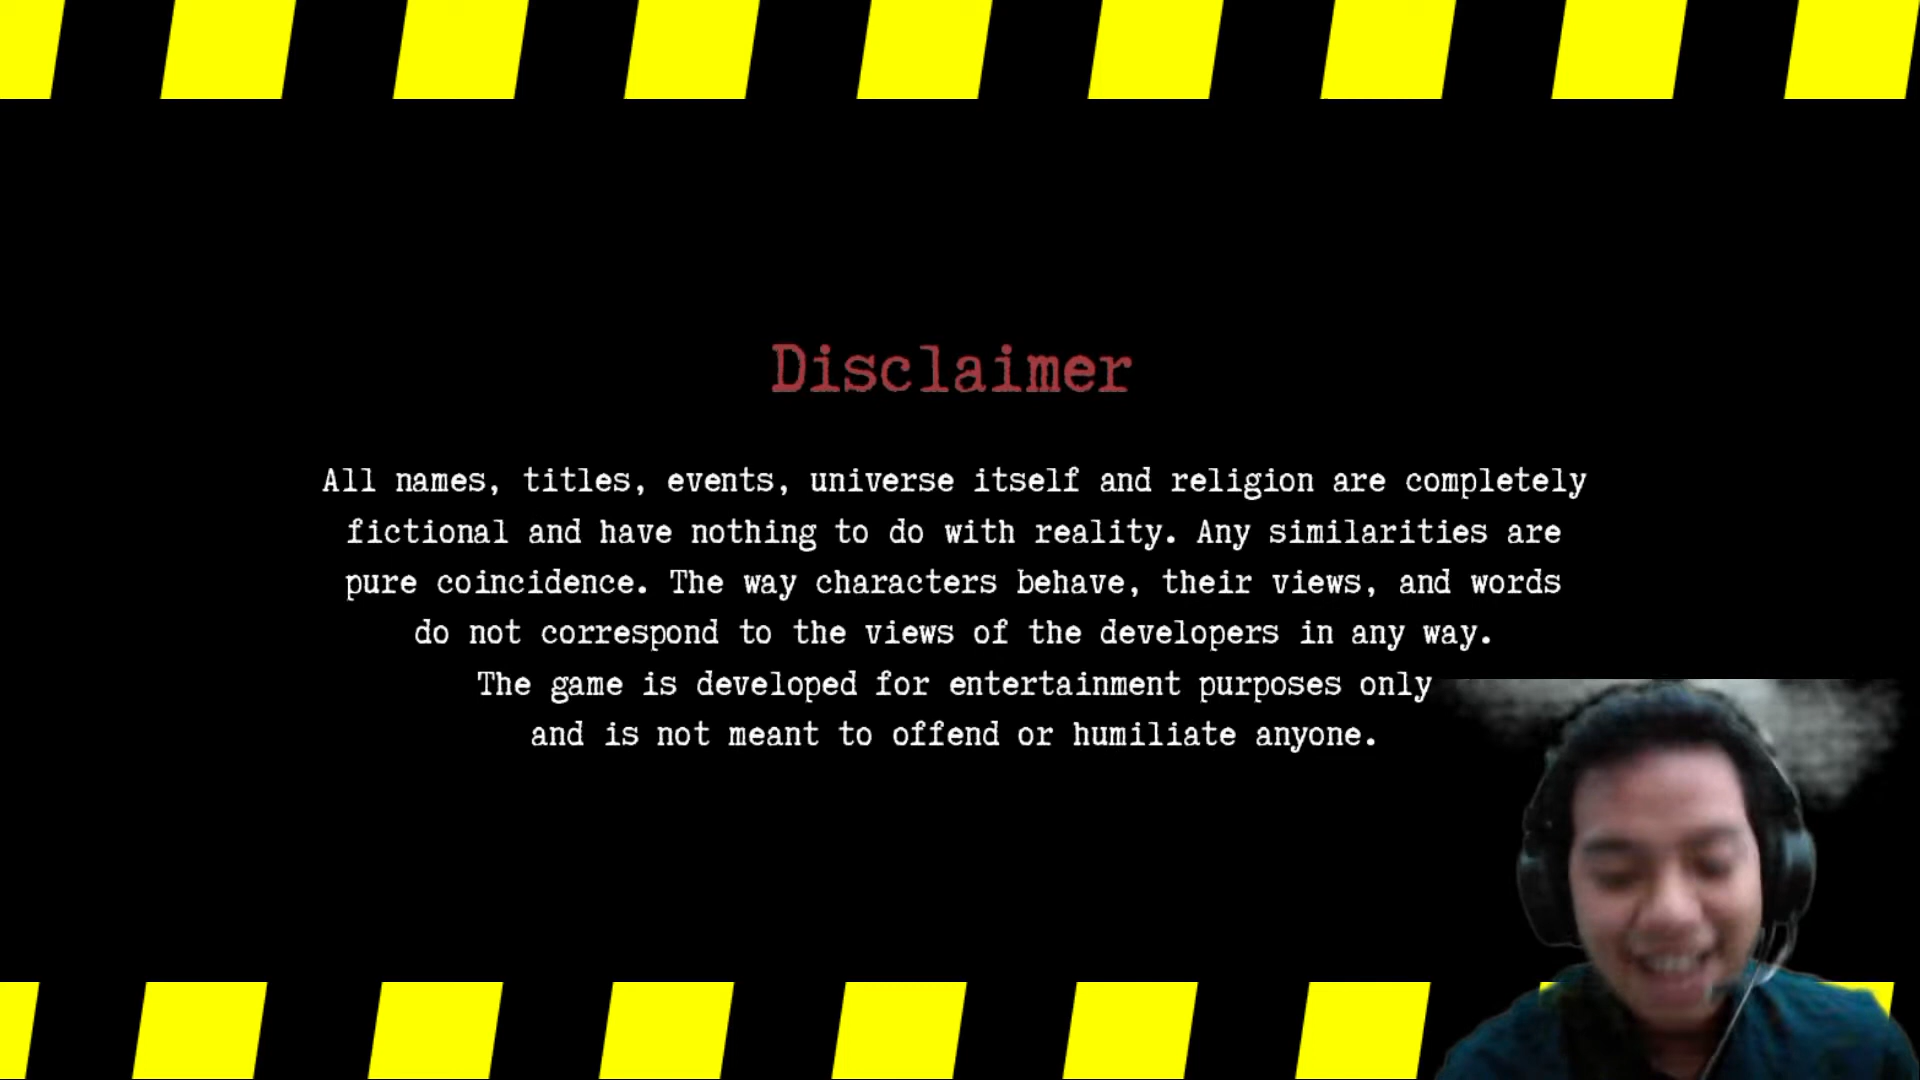 Disclaimer
All names, titles, events, universe itself and religion are completely
fictional and have nothing to do with reality. Any similarities are
pure coincidence. The way characters behave, their views, and words
do not correspond to the views of the developers in any way.
The game is developed for entertainment purposes only
and is not meant to offend or humiliate anyone.